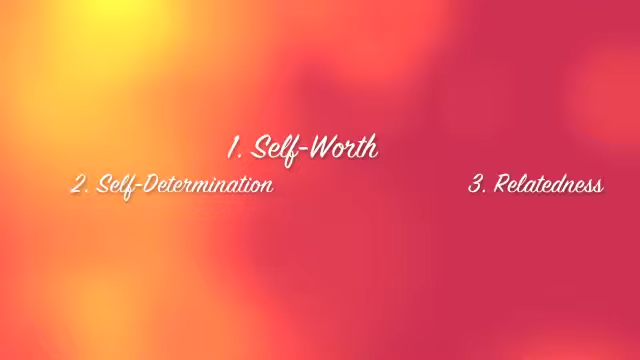 1. Self-Worth
2. Self-Determination
3. Relatedness